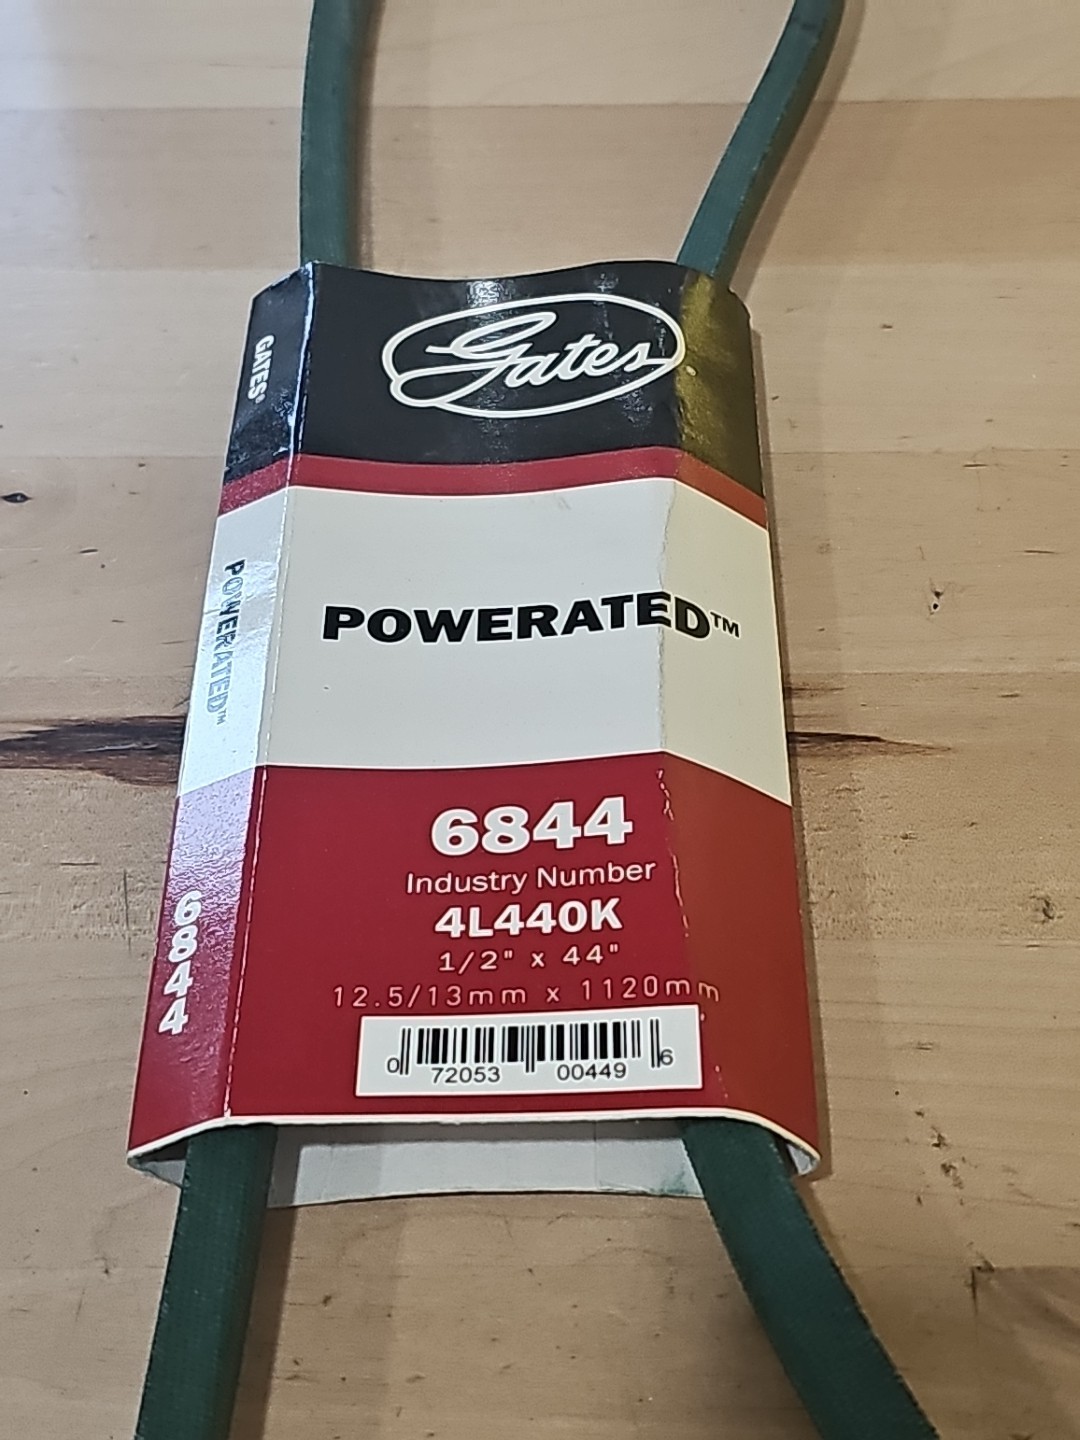 Gates
GATES®
POWERATED™
POWERATED™
6844
Industry Number
4L440K
1/2" x 44"
12.5/13mm x 1120mm
6844
0 72053 00449 6